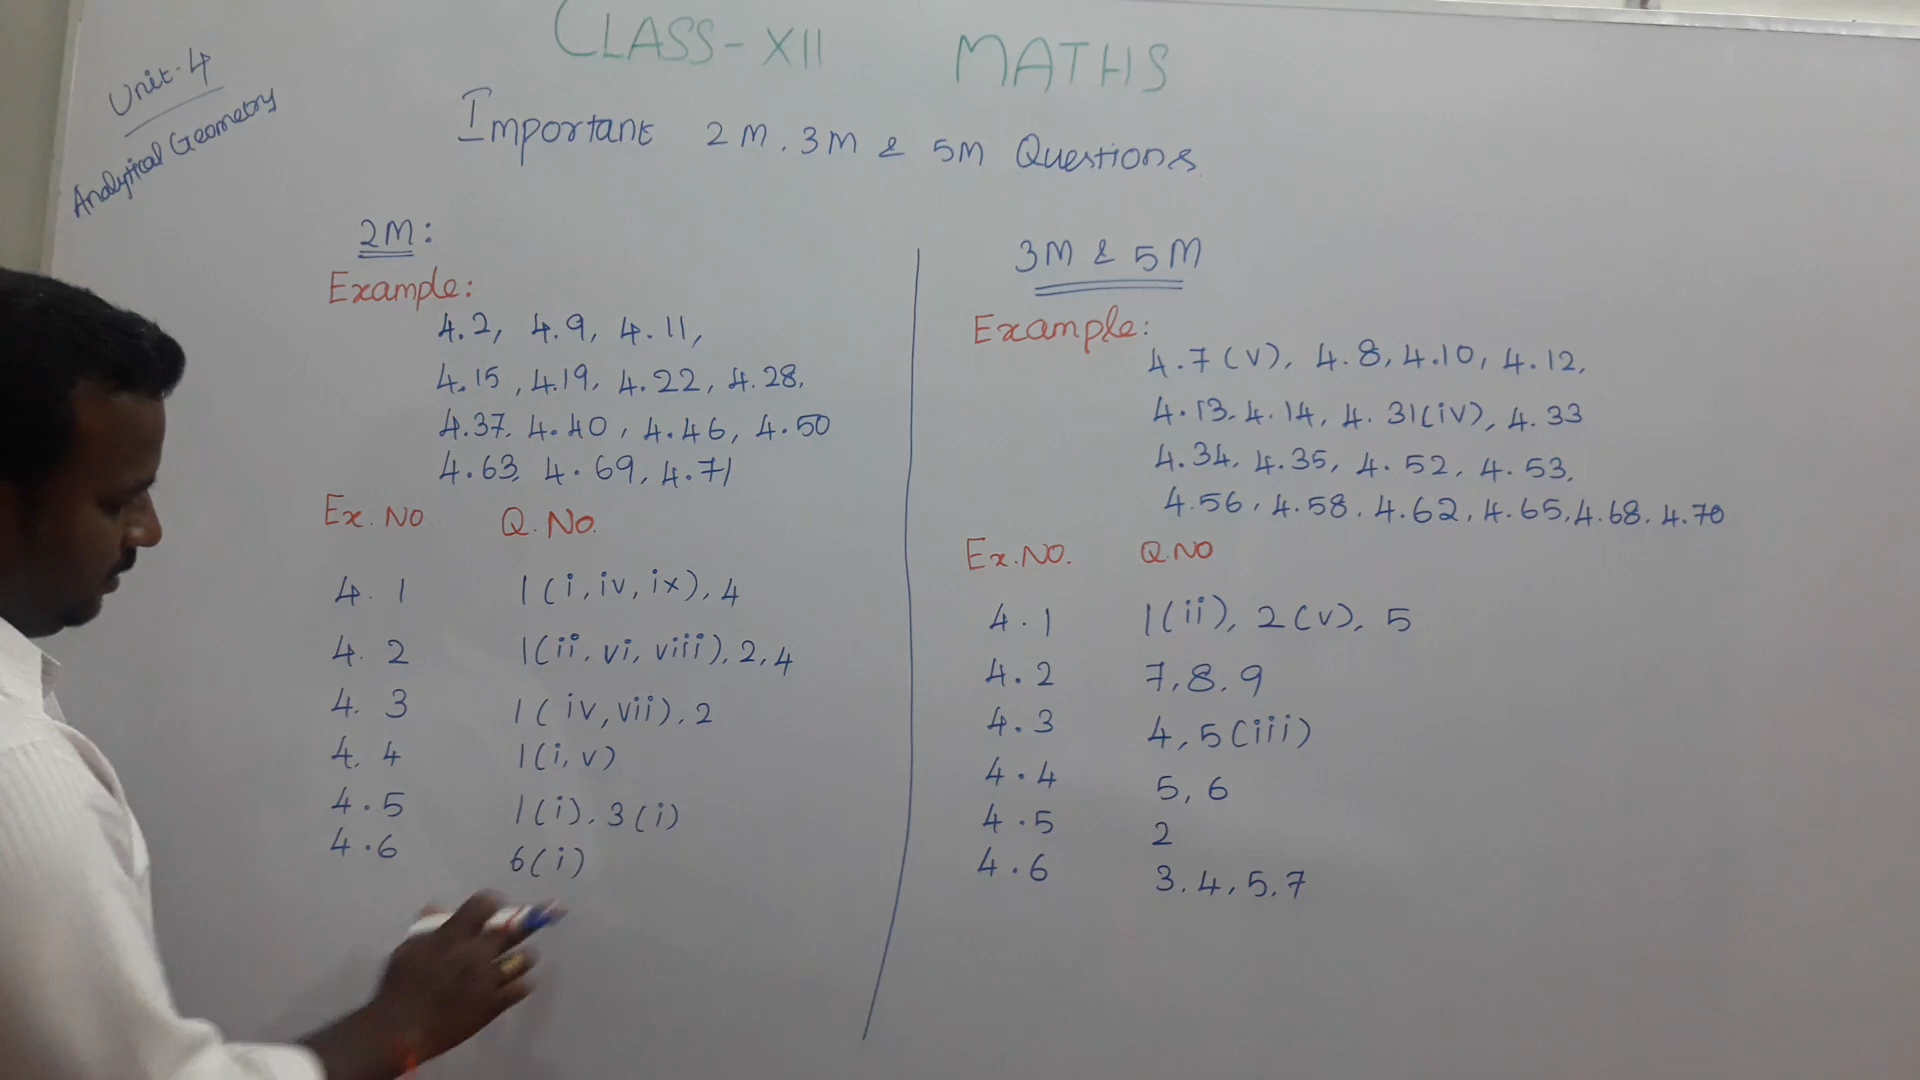 CLASS-XII MATHS
Unit-4
Analytical Geometry
Important 2M, 3M & 5M Questions
2M:
Example:
4.2, 4.9, 4.11,
4.15, 4.19, 4.22, 4.28,
4.37, 4.40, 4.46, 4.50
4.63, 4.69, 4.71
Ex.No. Q.No.
4.1 1(i, iv, ix), 4
4.2 1(ii, vi, viii), 2, 4
4.3 1(iv, vii), 2
4.4 1(i, v)
4.5 1(i), 3(i)
4.6 6(i)
3M & 5M
Example:
4.7(v), 4.8, 4.10, 4.12,
4.13, 4.14, 4.31(iv), 4.33
4.34, 4.35, 4.52, 4.53,
4.56, 4.58, 4.62, 4.65, 4.68, 4.70
Ex.No. Q.No
4.1 1(ii), 2(v), 5
4.2 7, 8, 9
4.3 4, 5(iii)
4.4 5, 6
4.5 2
4.6 3, 4, 5, 7